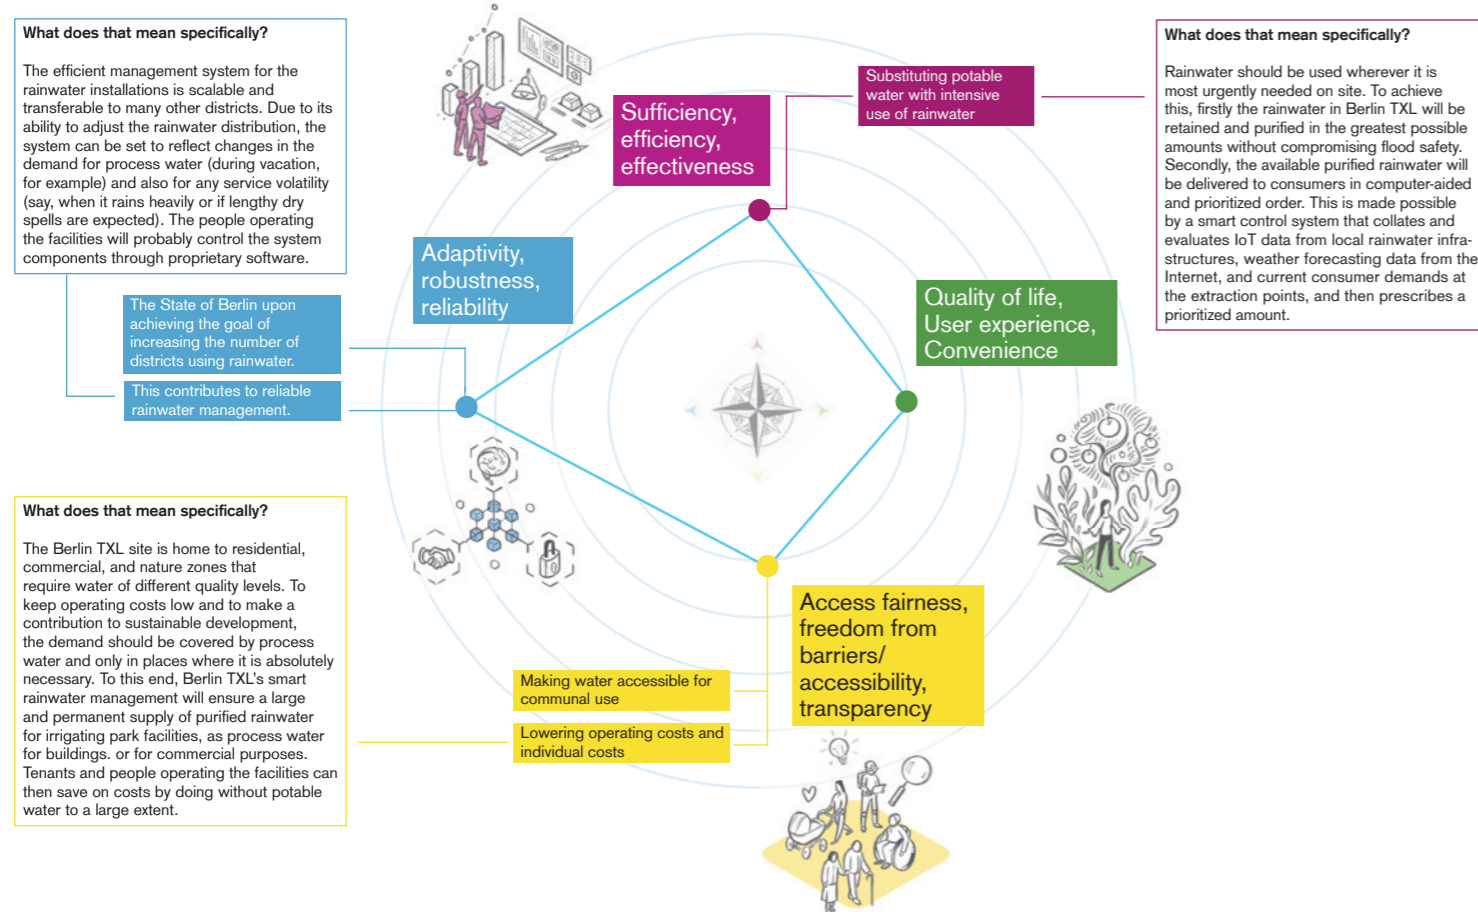 What does that mean specifically?
The efficient management system for the
rainwater installations is scalable and
transferable to many other districts. Due to its
ability to adjust the rainwater distribution, the
system can be set to reflect changes in the
demand for process water (during vacation,
for example) and also for any service volatility
(say, when it rains heavily or if lengthy dry
spells are expected). The people operating
the facilities will probably control the system
components through proprietary software.
The State of Berlin upon
achieving the goal of
increasing the number of
districts using rainwater.
This contributes to reliable
rainwater management.
Adaptivity,
robustness,
reliability
Sufficiency,
efficiency,
effectiveness
Substituting potable
water with intensive
use of rainwater
What does that mean specifically?
Rainwater should be used wherever it is
most urgently needed on site. To achieve
this, firstly the rainwater in Berlin TXL will be
retained and purified in the greatest possible
amounts without compromising flood safety.
Secondly, the available purified rainwater will
be delivered to consumers in computer-aided
and prioritized order. This is made possible
by a smart control system that collates and
evaluates IoT data from local rainwater infra-
structures, weather forecasting data from the
Internet, and current consumer demands at
the extraction points, and then prescribes a
prioritized amount.
Quality of life,
User experience,
Convenience
What does that mean specifically?
The Berlin TXL site is home to residential,
commercial, and nature zones that
require water of different quality levels. To
keep operating costs low and to make a
contribution to sustainable development,
the demand should be covered by process
water and only in places where it is absolutely
necessary. To this end, Berlin TXL's smart
rainwater management will ensure a large
and permanent supply of purified rainwater
for irrigating park facilities, as process water
for buildings. or for commercial purposes.
Tenants and people operating the facilities can
then save on costs by doing without potable
water to a large extent.
Making water accessible for
communal use
Lowering operating costs and
individual costs
Access fairness,
freedom from
barriers/
accessibility,
transparency